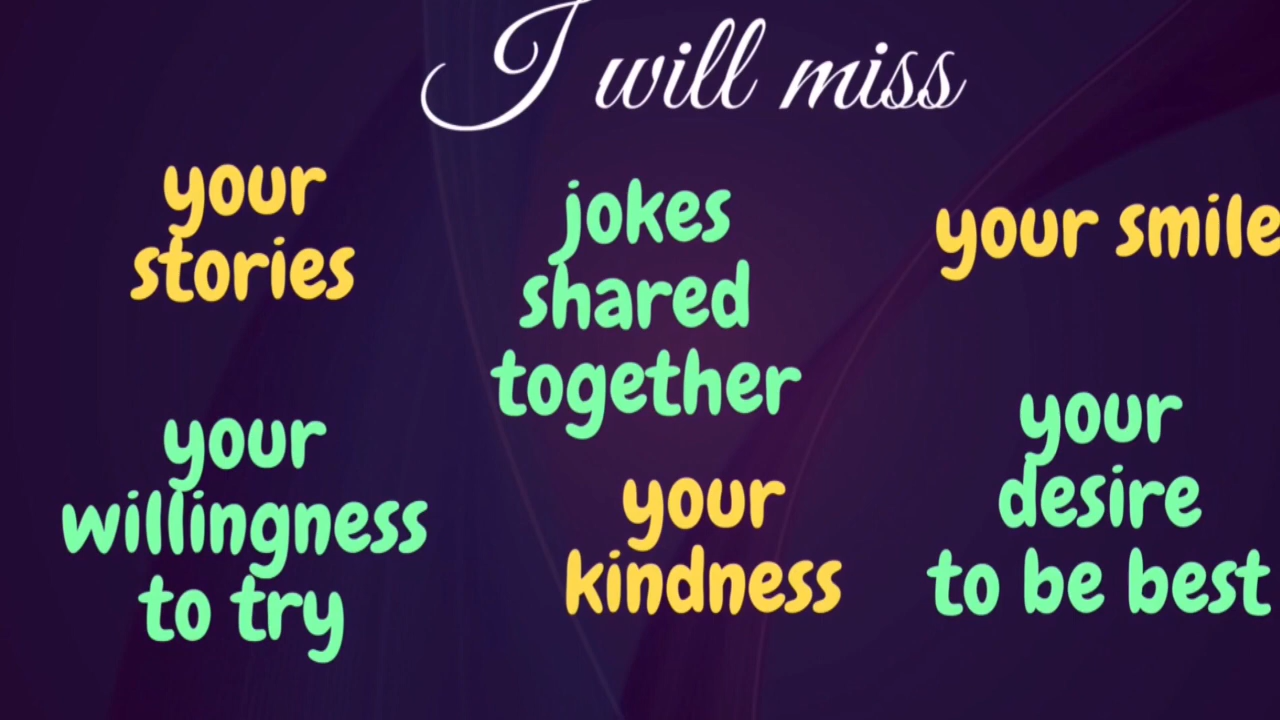 I will miss
your
stories
jokes
shared
together
your smile
your
willingness
to try
your
kindness
your
desire
to be best